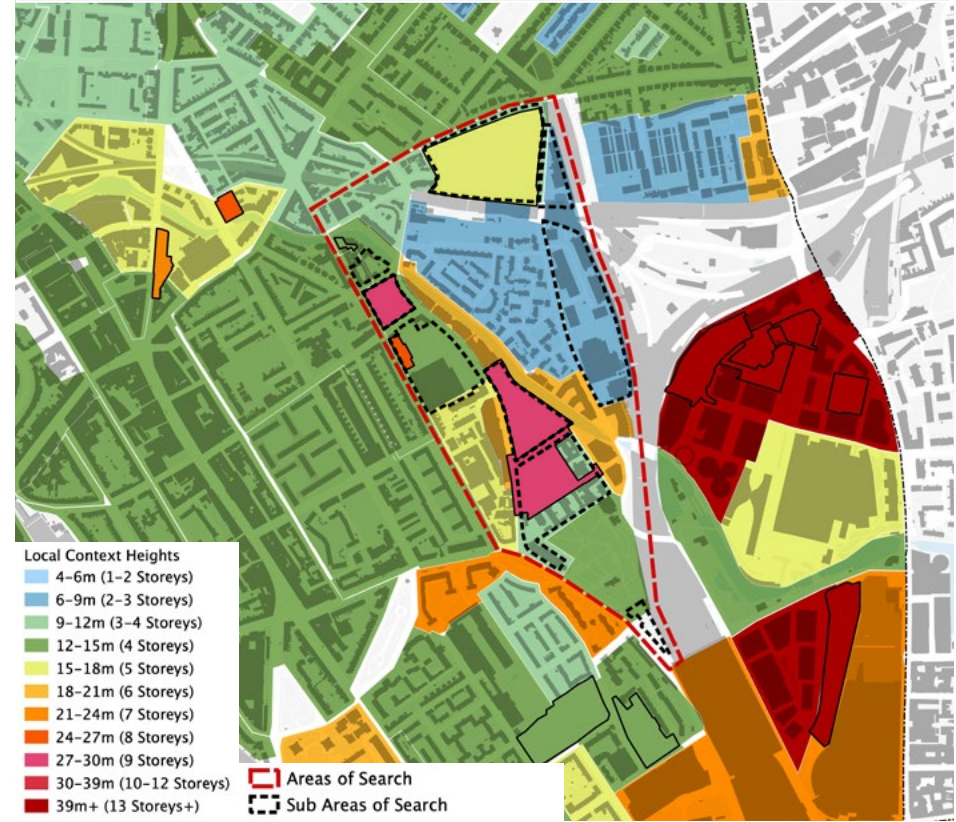 Local Context Heights
4–6m (1–2 Storeys)
6–9m (2–3 Storeys)
9–12m (3–4 Storeys)
12–15m (4 Storeys)
15–18m (5 Storeys)
18–21m (6 Storeys)
21–24m (7 Storeys)
24–27m (8 Storeys)
27–30m (9 Storeys)
30–39m (10–12 Storeys)
39m+ (13 Storeys+)
Areas of Search
Sub Areas of Search